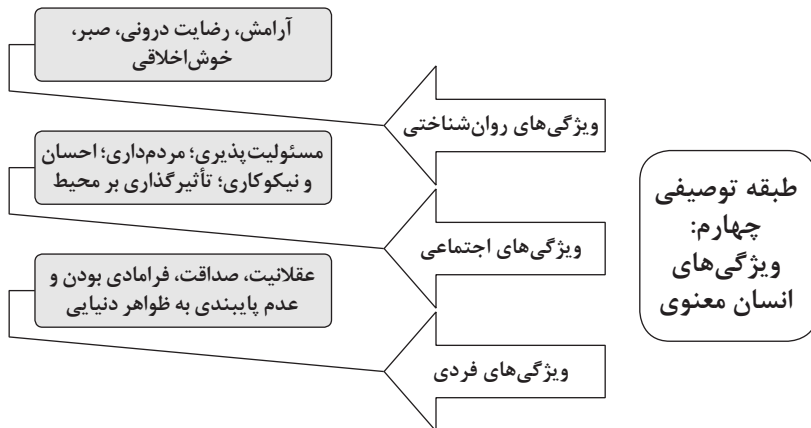 طبقه توصیفی
چهارم:
ویژگی‌های
انسان معنوی
ویژگی‌های روان‌شناختی
آرامش، رضایت درونی، صبر،
خوش‌اخلاقی
ویژگی‌های اجتماعی
مسئولیت‌پذیری؛ مردم‌داری؛ احسان
و نیکوکاری؛ تأثیرگذاری بر محیط
ویژگی‌های فردی
عقلانیت، صداقت، فرامادی بودن و
عدم پایبندی به ظواهر دنیایی